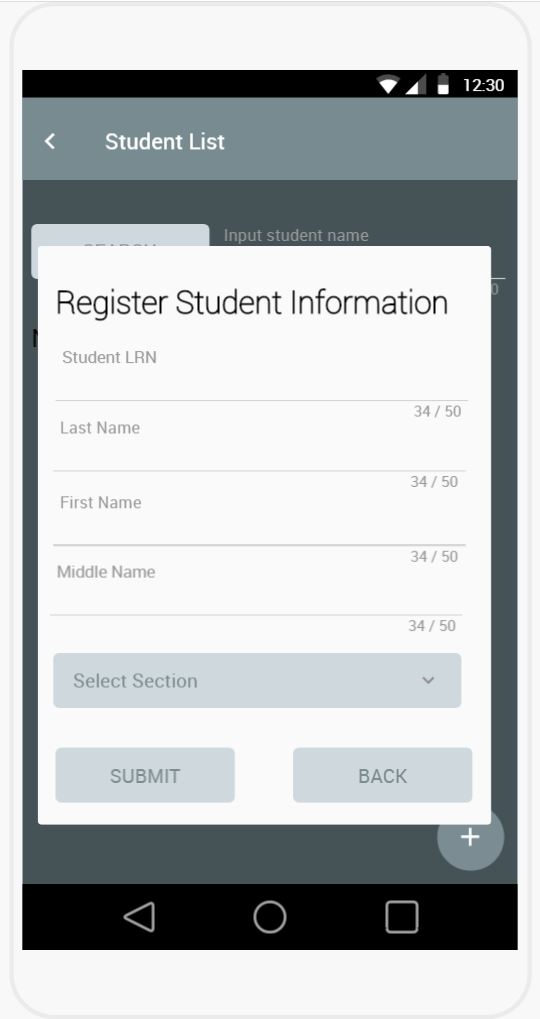 12:30
Student List
Input student name
Register Student Information
Student LRN
34 / 50
Last Name
34 / 50
First Name
34 / 50
Middle Name
34 / 50
Select Section
SUBMIT BACK
+